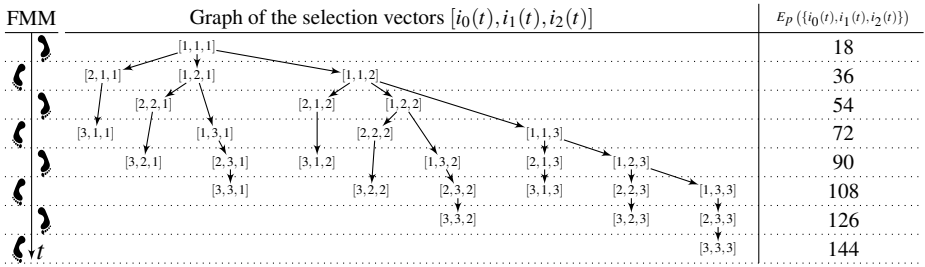 FMM Graph of the selection vectors [i₀(t), i₁(t), i₂(t)] Eₚ({i₀(t),i₁(t),i₂(t)})
[1,1,1] 18
[2,1,1] [1,2,1] [1,1,2] 36
[2,2,1] [2,1,2] [1,2,2] 54
[3,1,1] [1,3,1] [2,2,2] [1,1,3] 72
[3,2,1] [2,3,1] [3,1,2] [1,3,2] [2,1,3] [1,2,3] 90
[3,3,1] [3,2,2] [2,3,2] [3,1,3] [2,2,3] [1,3,3] 108
[3,3,2] [3,2,3] [2,3,3] 126
t [3,3,3] 144